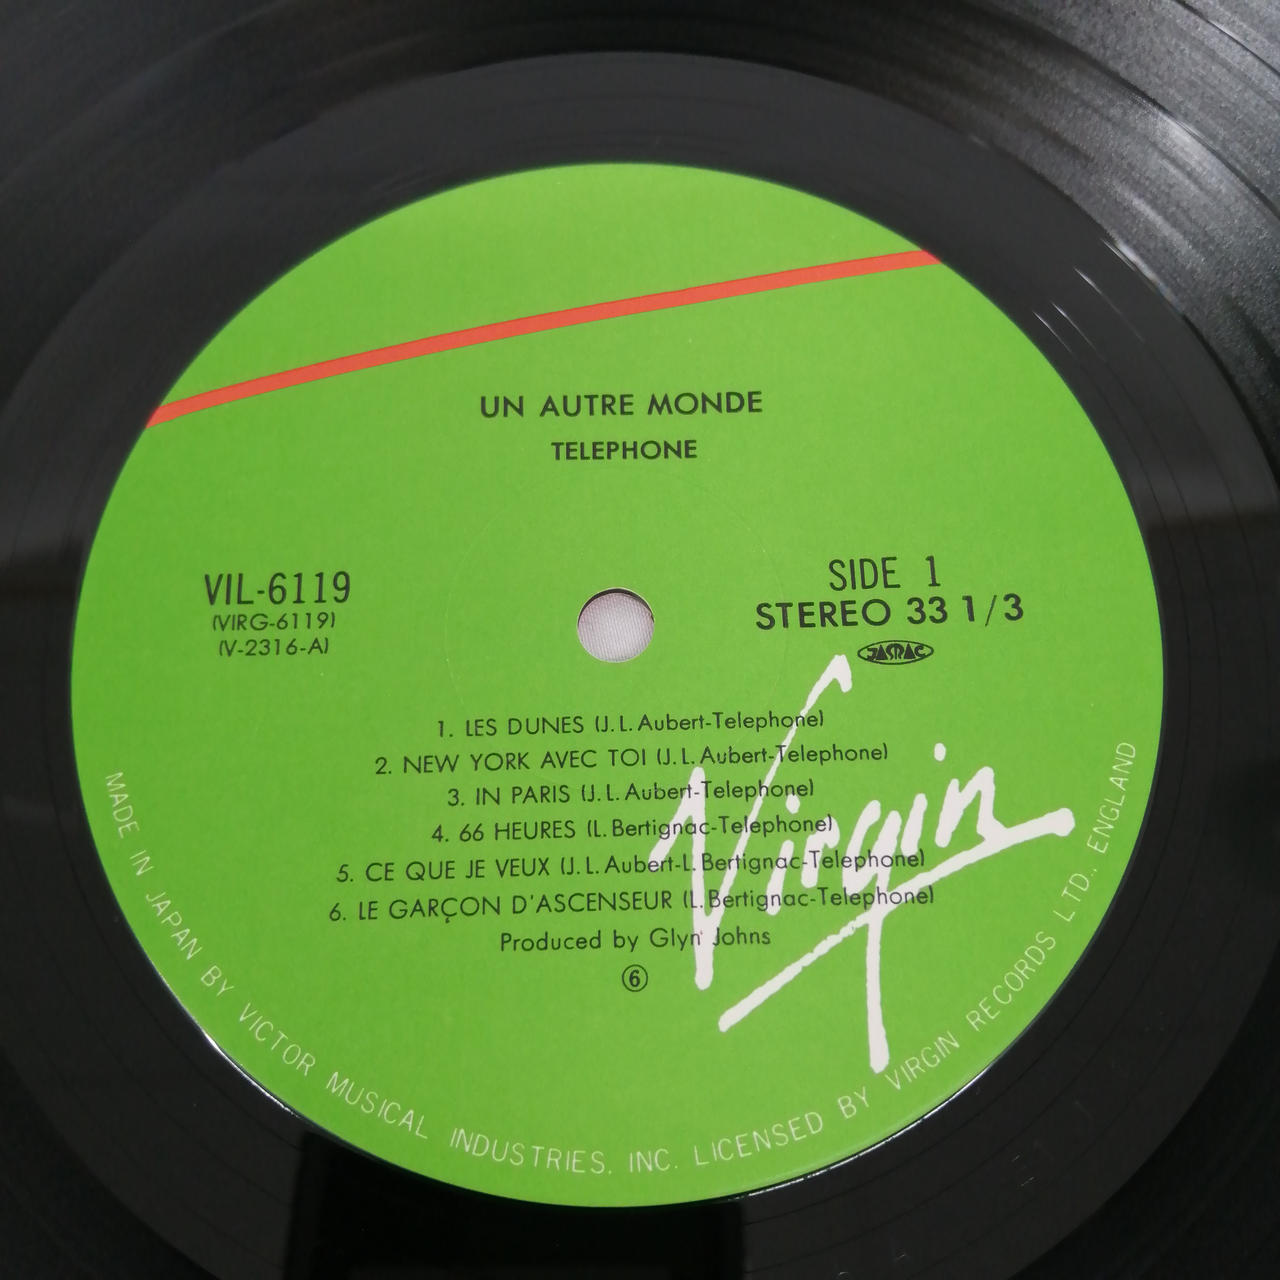 UN AUTRE MONDE
TELEPHONE
VIL-6119
(VIRG-6119)
(V-2316-A)
SIDE 1
STEREO 33 1/3
JASRAC
1. LES DUNES (J.L.Aubert-Telephone)
2. NEW YORK AVEC TOI (J.L.Aubert-Telephone)
3. IN PARIS (J.L.Aubert-Telephone)
4. 66 HEURES (L.Bertignac-Telephone)
5. CE QUE JE VEUX (J.L.Aubert-L.Bertignac-Telephone)
6. LE GARÇON D'ASCENSEUR (L.Bertignac-Telephone)
Produced by Glyn Johns
⑥
Virgin
MADE IN JAPAN BY VICTOR MUSICAL INDUSTRIES, INC. LICENSED BY VIRGIN RECORDS LTD., ENGLAND